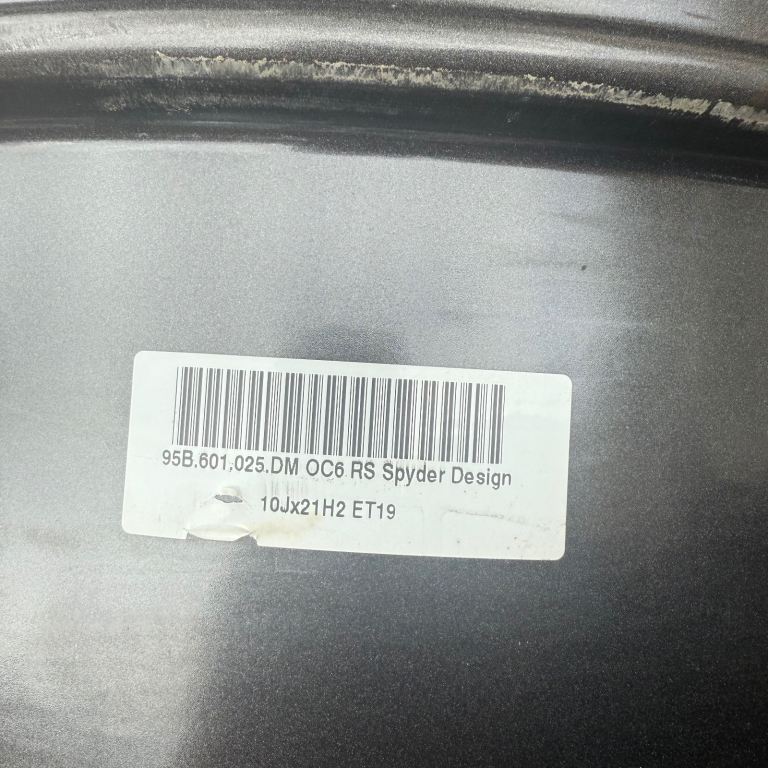 95B.601.025.DM OC6 RS Spyder Design
10Jx21H2 ET19